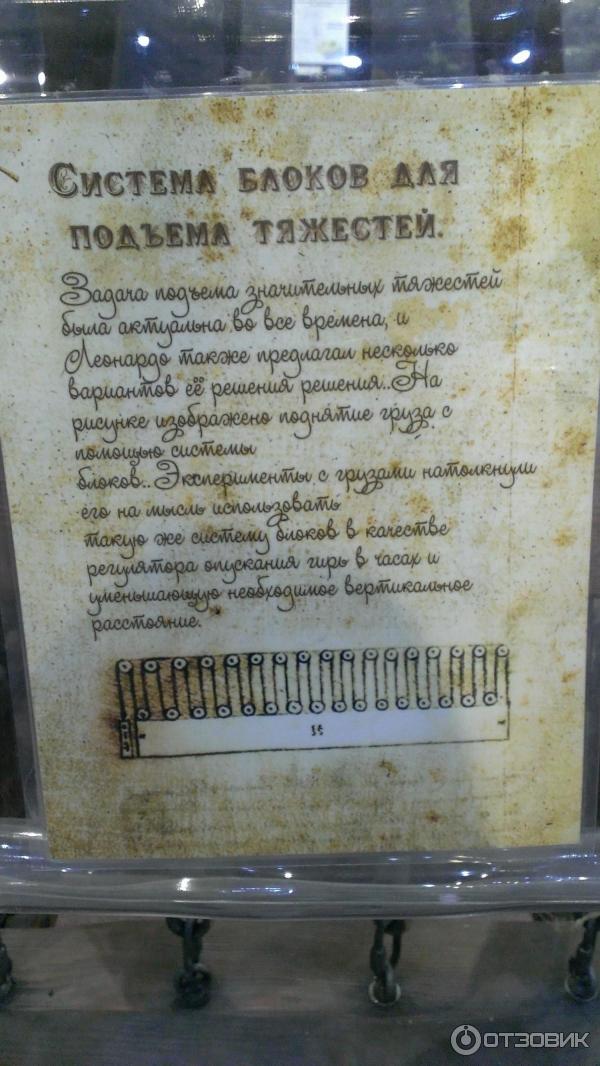 Система блоков для
подъема тяжестей.
Задача подъема значительных тяжестей
была актуальна во все времена, и
Леонардо также предлагал несколько
вариантов её решения решения..На
рисунке изображено поднятие груза с
помощью системы
блоков..Эксперименты с грузами натолкнули
его на мысль использовать
такую же систему блоков в качестве
регулятора опускания гирь в часах и
уменьшающую необходимое вертикальное
расстояние.
ОТЗОВИК